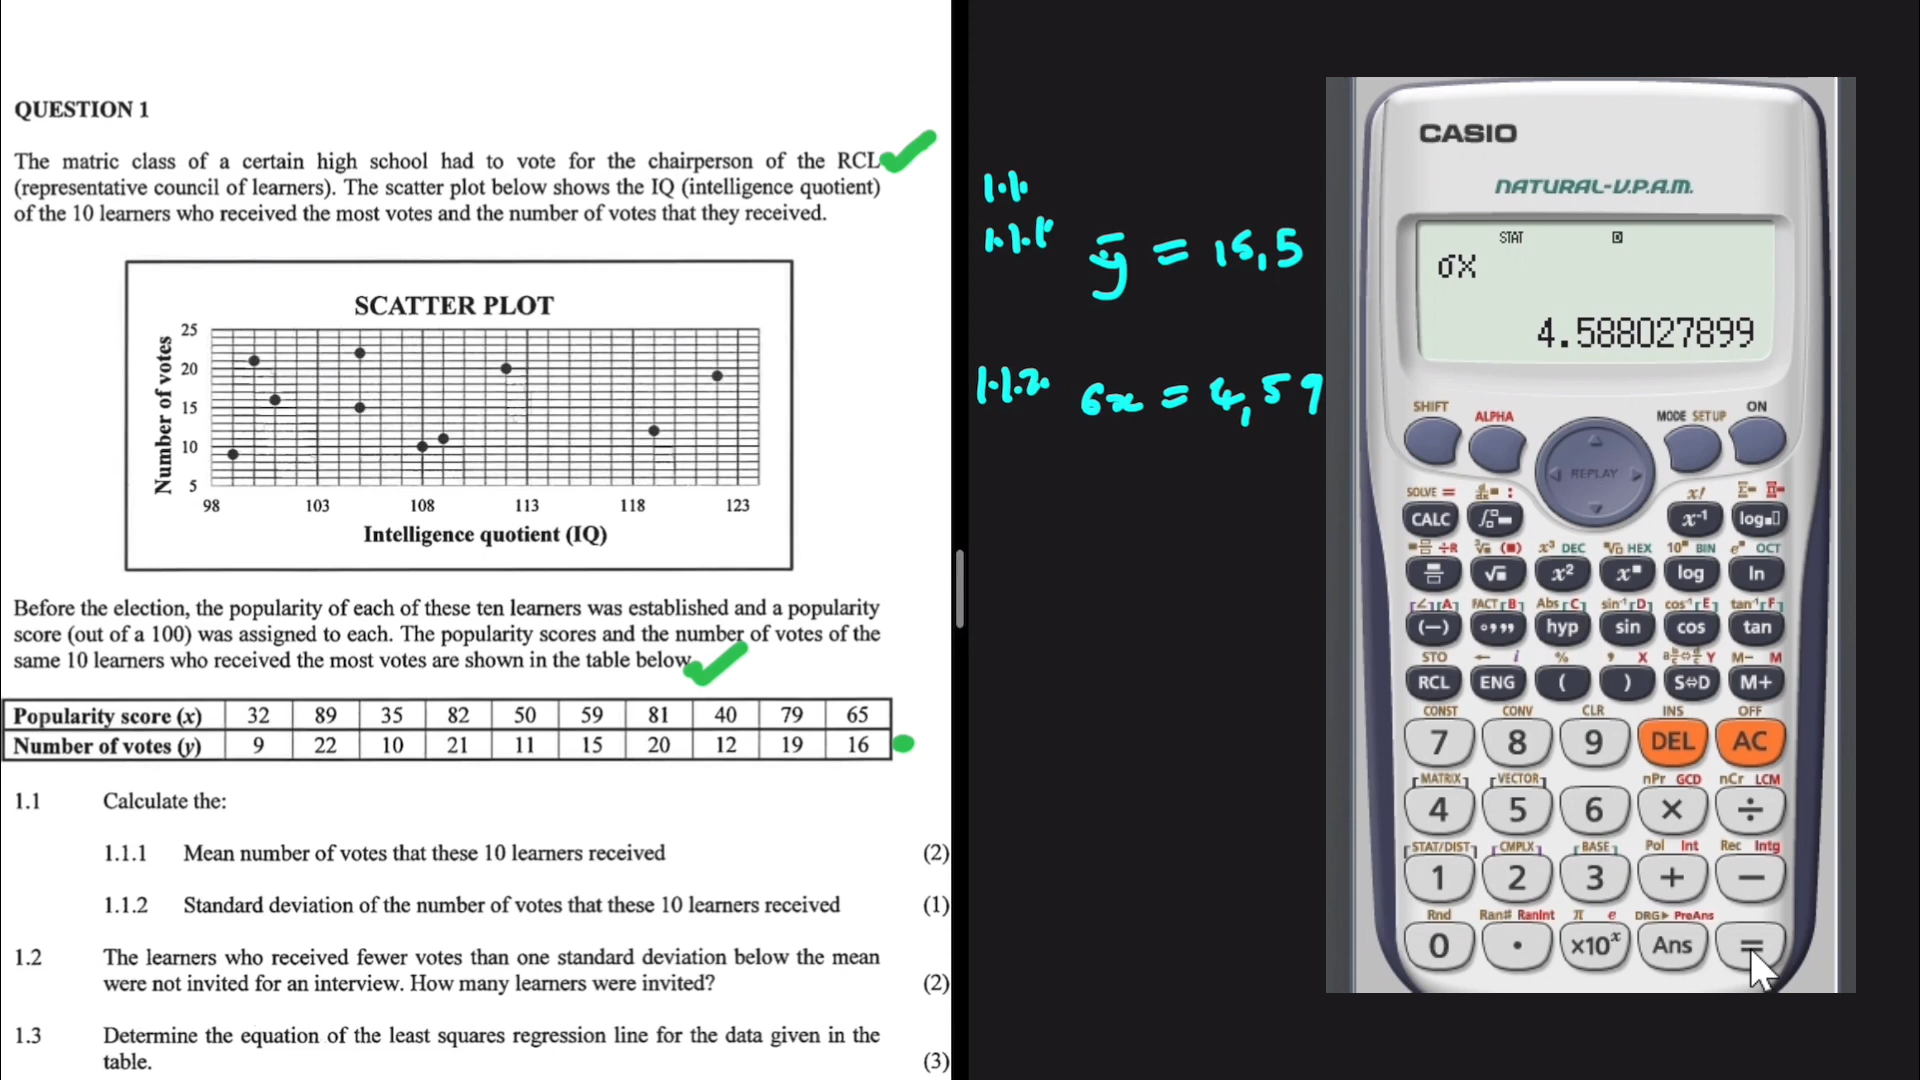 QUESTION 1
The matric class of a certain high school had to vote for the chairperson of the RCL
(representative council of learners). The scatter plot below shows the IQ (intelligence quotient)
of the 10 learners who received the most votes and the number of votes that they received.
SCATTER PLOT
Number of votes
25
20
15
10
5
98 103 108 113 118 123
Intelligence quotient (IQ)
Before the election, the popularity of each of these ten learners was established and a popularity
score (out of a 100) was assigned to each. The popularity scores and the number of votes of the
same 10 learners who received the most votes are shown in the table below
Popularity score (x) 32 89 35 82 50 59 81 40 79 65
Number of votes (y) 9 22 10 21 11 15 20 12 19 16
1.1 Calculate the:
1.1.1 Mean number of votes that these 10 learners received (2)
1.1.2 Standard deviation of the number of votes that these 10 learners received (1)
1.2 The learners who received fewer votes than one standard deviation below the mean
were not invited for an interview. How many learners were invited? (2)
1.3 Determine the equation of the least squares regression line for the data given in the
table. (3)
1.1
1.1.1 ȳ = 15,5
1.1.2. σx = 4,59
CASIO
NATURAL-V.P.A.M.
STAT D
σx
4.588027899
SHIFT ALPHA MODE SETUP ON
REPLAY
SOLVE = : x!
CALC x⁻¹ log
÷R x³ DEC HEX 10 BIN e OCT
x² x log ln
A FACT B Abs C sin⁻¹ D cos⁻¹ E tan⁻¹ F
(−) hyp sin cos tan
STO ← i % , X Y M− M
RCL ENG ( ) S⇔D M+
CONST CONV CLR INS OFF
7 8 9 DEL AC
MATRIX VECTOR nPr GCD nCr LCM
4 5 6 × ÷
STAT/DIST CMPLX BASE Pol Int Rec Intg
1 2 3 + −
Rnd Ran# RanInt π e DRG▶ PreAns
0 . ×10ˣ Ans =